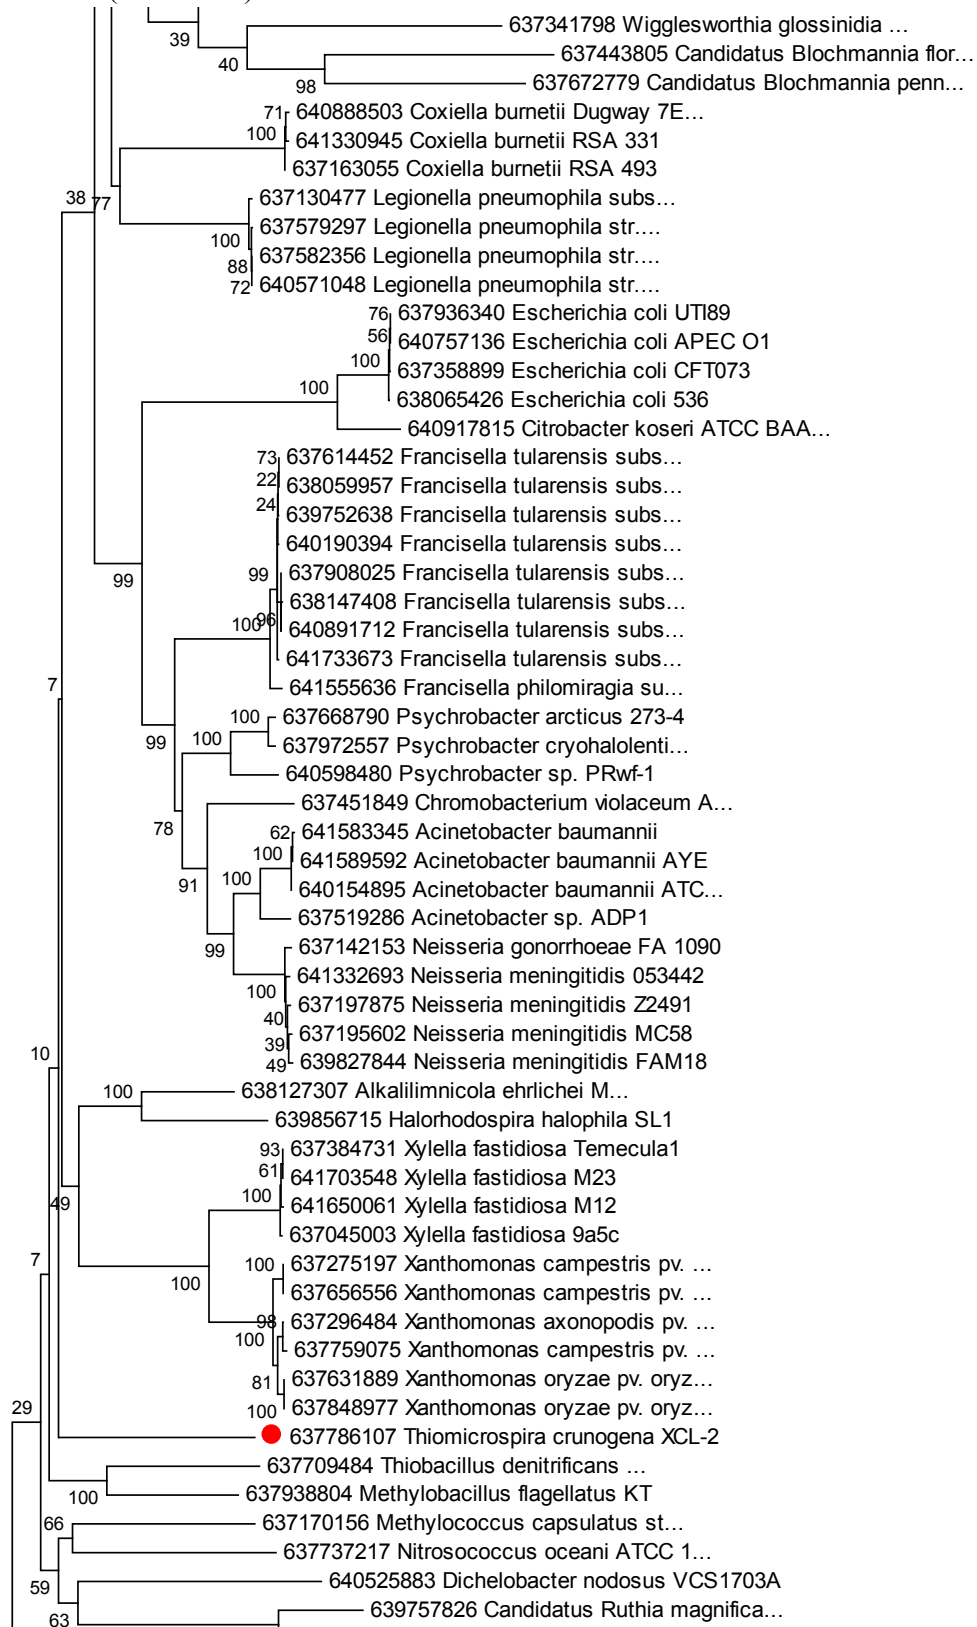 637341798 Wigglesworthia glossinidia ...
39
637443805 Candidatus Blochmannia flor...
40
637672779 Candidatus Blochmannia penn...
98
71 640888503 Coxiella burnetii Dugway 7E...
100 641330945 Coxiella burnetii RSA 331
637163055 Coxiella burnetii RSA 493
38 77 637130477 Legionella pneumophila subs...
637579297 Legionella pneumophila str....
100
637582356 Legionella pneumophila str....
88
72 640571048 Legionella pneumophila str....
76 637936340 Escherichia coli UTI89
56 640757136 Escherichia coli APEC O1
100 637358899 Escherichia coli CFT073
100 638065426 Escherichia coli 536
640917815 Citrobacter koseri ATCC BAA...
73 637614452 Francisella tularensis subs...
22 638059957 Francisella tularensis subs...
24 639752638 Francisella tularensis subs...
640190394 Francisella tularensis subs...
99 99 637908025 Francisella tularensis subs...
638147408 Francisella tularensis subs...
100 96 640891712 Francisella tularensis subs...
641733673 Francisella tularensis subs...
7 641555636 Francisella philomiragia su...
100 637668790 Psychrobacter arcticus 273-4
99 100 637972557 Psychrobacter cryohalolenti...
640598480 Psychrobacter sp. PRwf-1
637451849 Chromobacterium violaceum A...
78 62 641583345 Acinetobacter baumannii
100 641589592 Acinetobacter baumannii AYE
91 100 640154895 Acinetobacter baumannii ATC...
637519286 Acinetobacter sp. ADP1
99 637142153 Neisseria gonorrhoeae FA 1090
641332693 Neisseria meningitidis 053442
100 637197875 Neisseria meningitidis Z2491
40 637195602 Neisseria meningitidis MC58
39
10 49 639827844 Neisseria meningitidis FAM18
100 638127307 Alkalilimnicola ehrlichei M...
639856715 Halorhodospira halophila SL1
93 637384731 Xylella fastidiosa Temecula1
61 641703548 Xylella fastidiosa M23
49 100 641650061 Xylella fastidiosa M12
637045003 Xylella fastidiosa 9a5c
7 100 637275197 Xanthomonas campestris pv. ...
100 637656556 Xanthomonas campestris pv. ...
98 637296484 Xanthomonas axonopodis pv. ...
100 637759075 Xanthomonas campestris pv. ...
81 637631889 Xanthomonas oryzae pv. oryz...
29 100 637848977 Xanthomonas oryzae pv. oryz...
637786107 Thiomicrospira crunogena XCL-2
637709484 Thiobacillus denitrificans ...
100 637938804 Methylobacillus flagellatus KT
66 637170156 Methylococcus capsulatus st...
637737217 Nitrosococcus oceani ATCC 1...
59 640525883 Dichelobacter nodosus VCS1703A
63 639757826 Candidatus Ruthia magnifica...